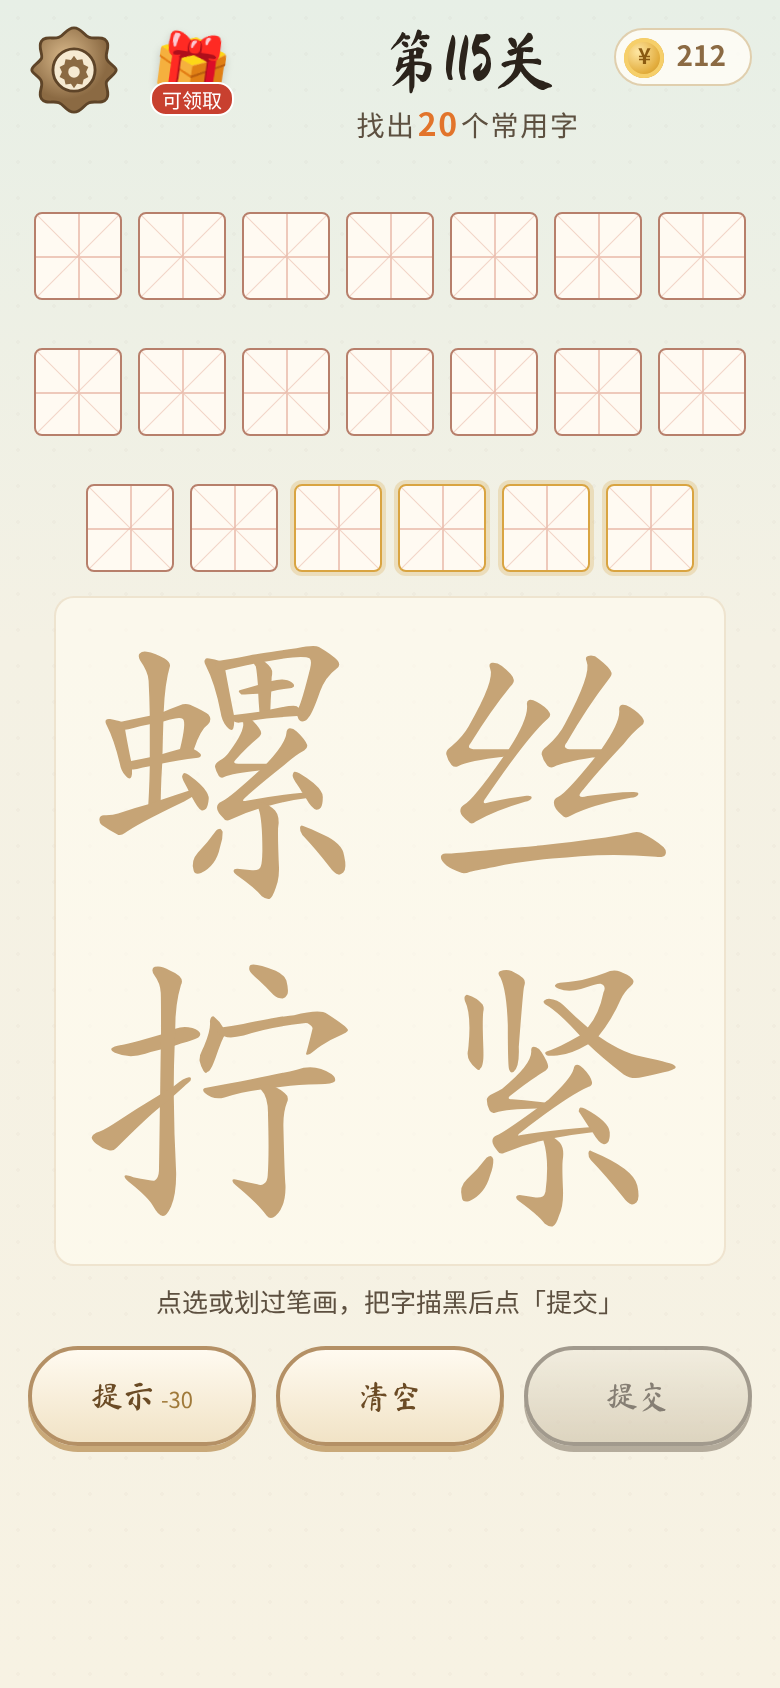 第115关
¥ 212
可领取
找出20个常用字
螺丝
拧紧
点选或划过笔画，把字描黑后点「提交」
提示 -30
清空
提交